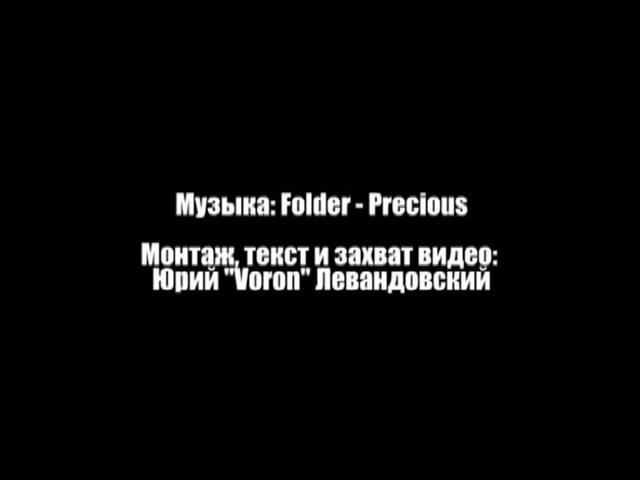 Музыка: Folder - Precious
Монтаж, текст и захват видео:
Юрий "Voron" Левандовский